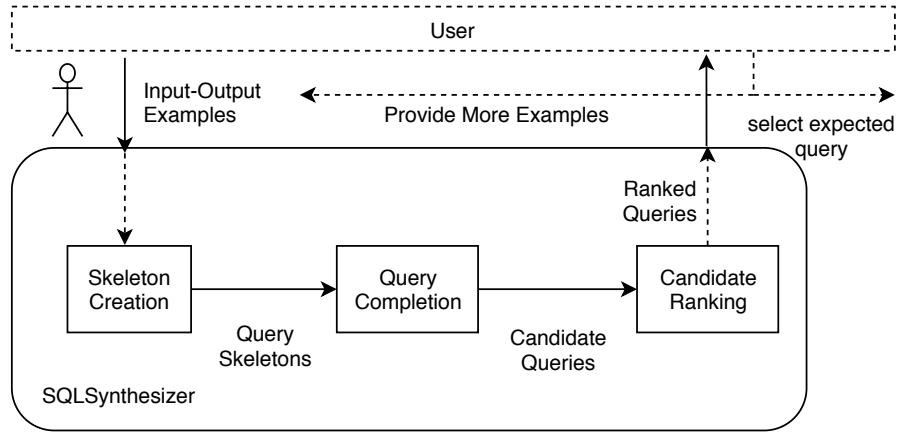 User
Input-Output
Examples
Provide More Examples
select expected
query
Ranked
Queries
Skeleton
Creation
Query
Completion
Candidate
Ranking
Query
Skeletons
Candidate
Queries
SQLSynthesizer